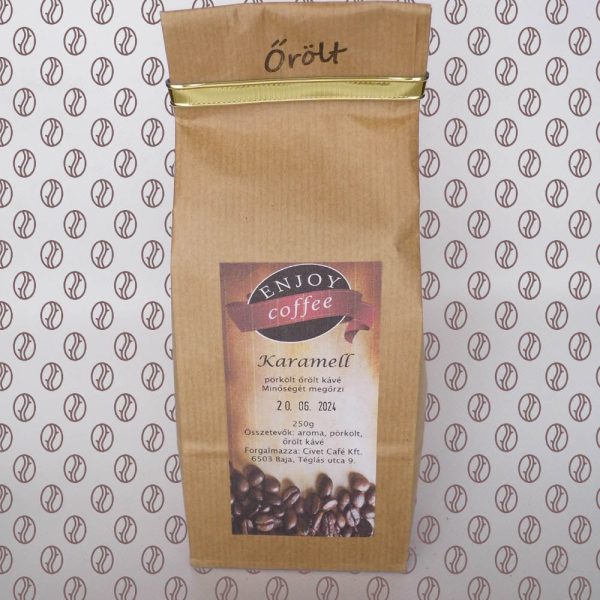 Őrölt
ENJOY
coffee
Karamell
pörkölt őrölt kávé
Minőségét megőrzi
20. 06. 2024
250g
Összetevők: aroma, pörkölt,
őrölt kávé
Forgalmazza: Civet Café Kft.
6503 Baja, Téglás utca 9.